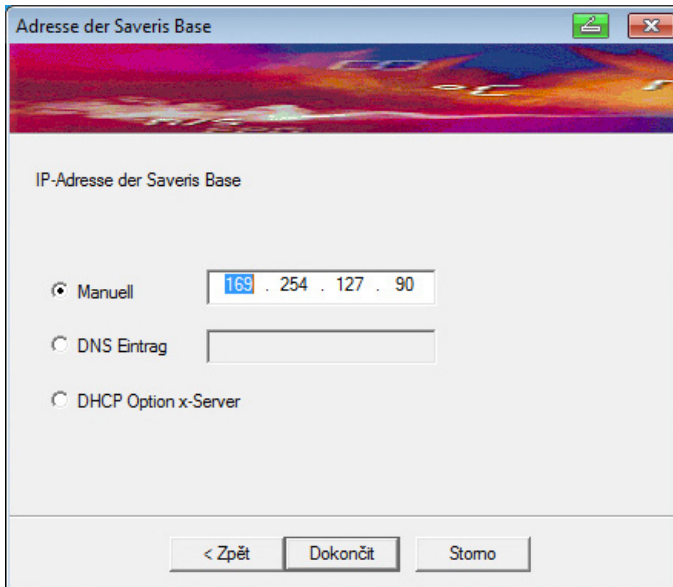 Adresse der Saveris Base
°C
IP-Adresse der Saveris Base
Manuell
169 . 254 . 127 . 90
DNS Eintrag
DHCP Option x-Server
< Zpět
Dokončit
Storno